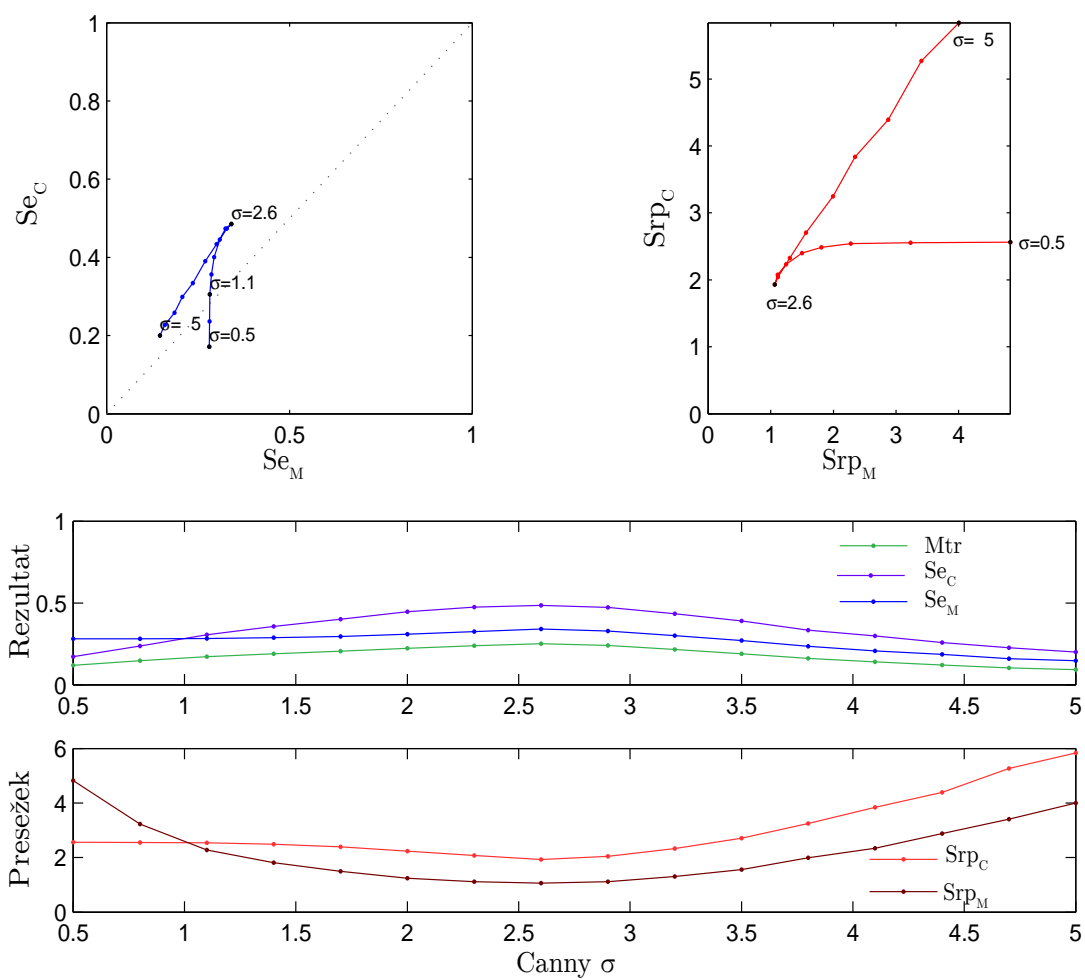 1
0.8
0.6
0.4
0.2
0
Se_C
σ=2.6
σ=1.1
σ= 5
σ=0.5
0 0.5 1
Se_M
5
4
3
2
1
0
Srp_C
σ= 5
σ=0.5
σ=2.6
0 1 2 3 4
Srp_M
1
0.5
0
Rezultat
Mtr
Se_C
Se_M
0.5 1 1.5 2 2.5 3 3.5 4 4.5 5
6
4
2
0
Presežek
Srp_C
Srp_M
0.5 1 1.5 2 2.5 3 3.5 4 4.5 5
Canny σ